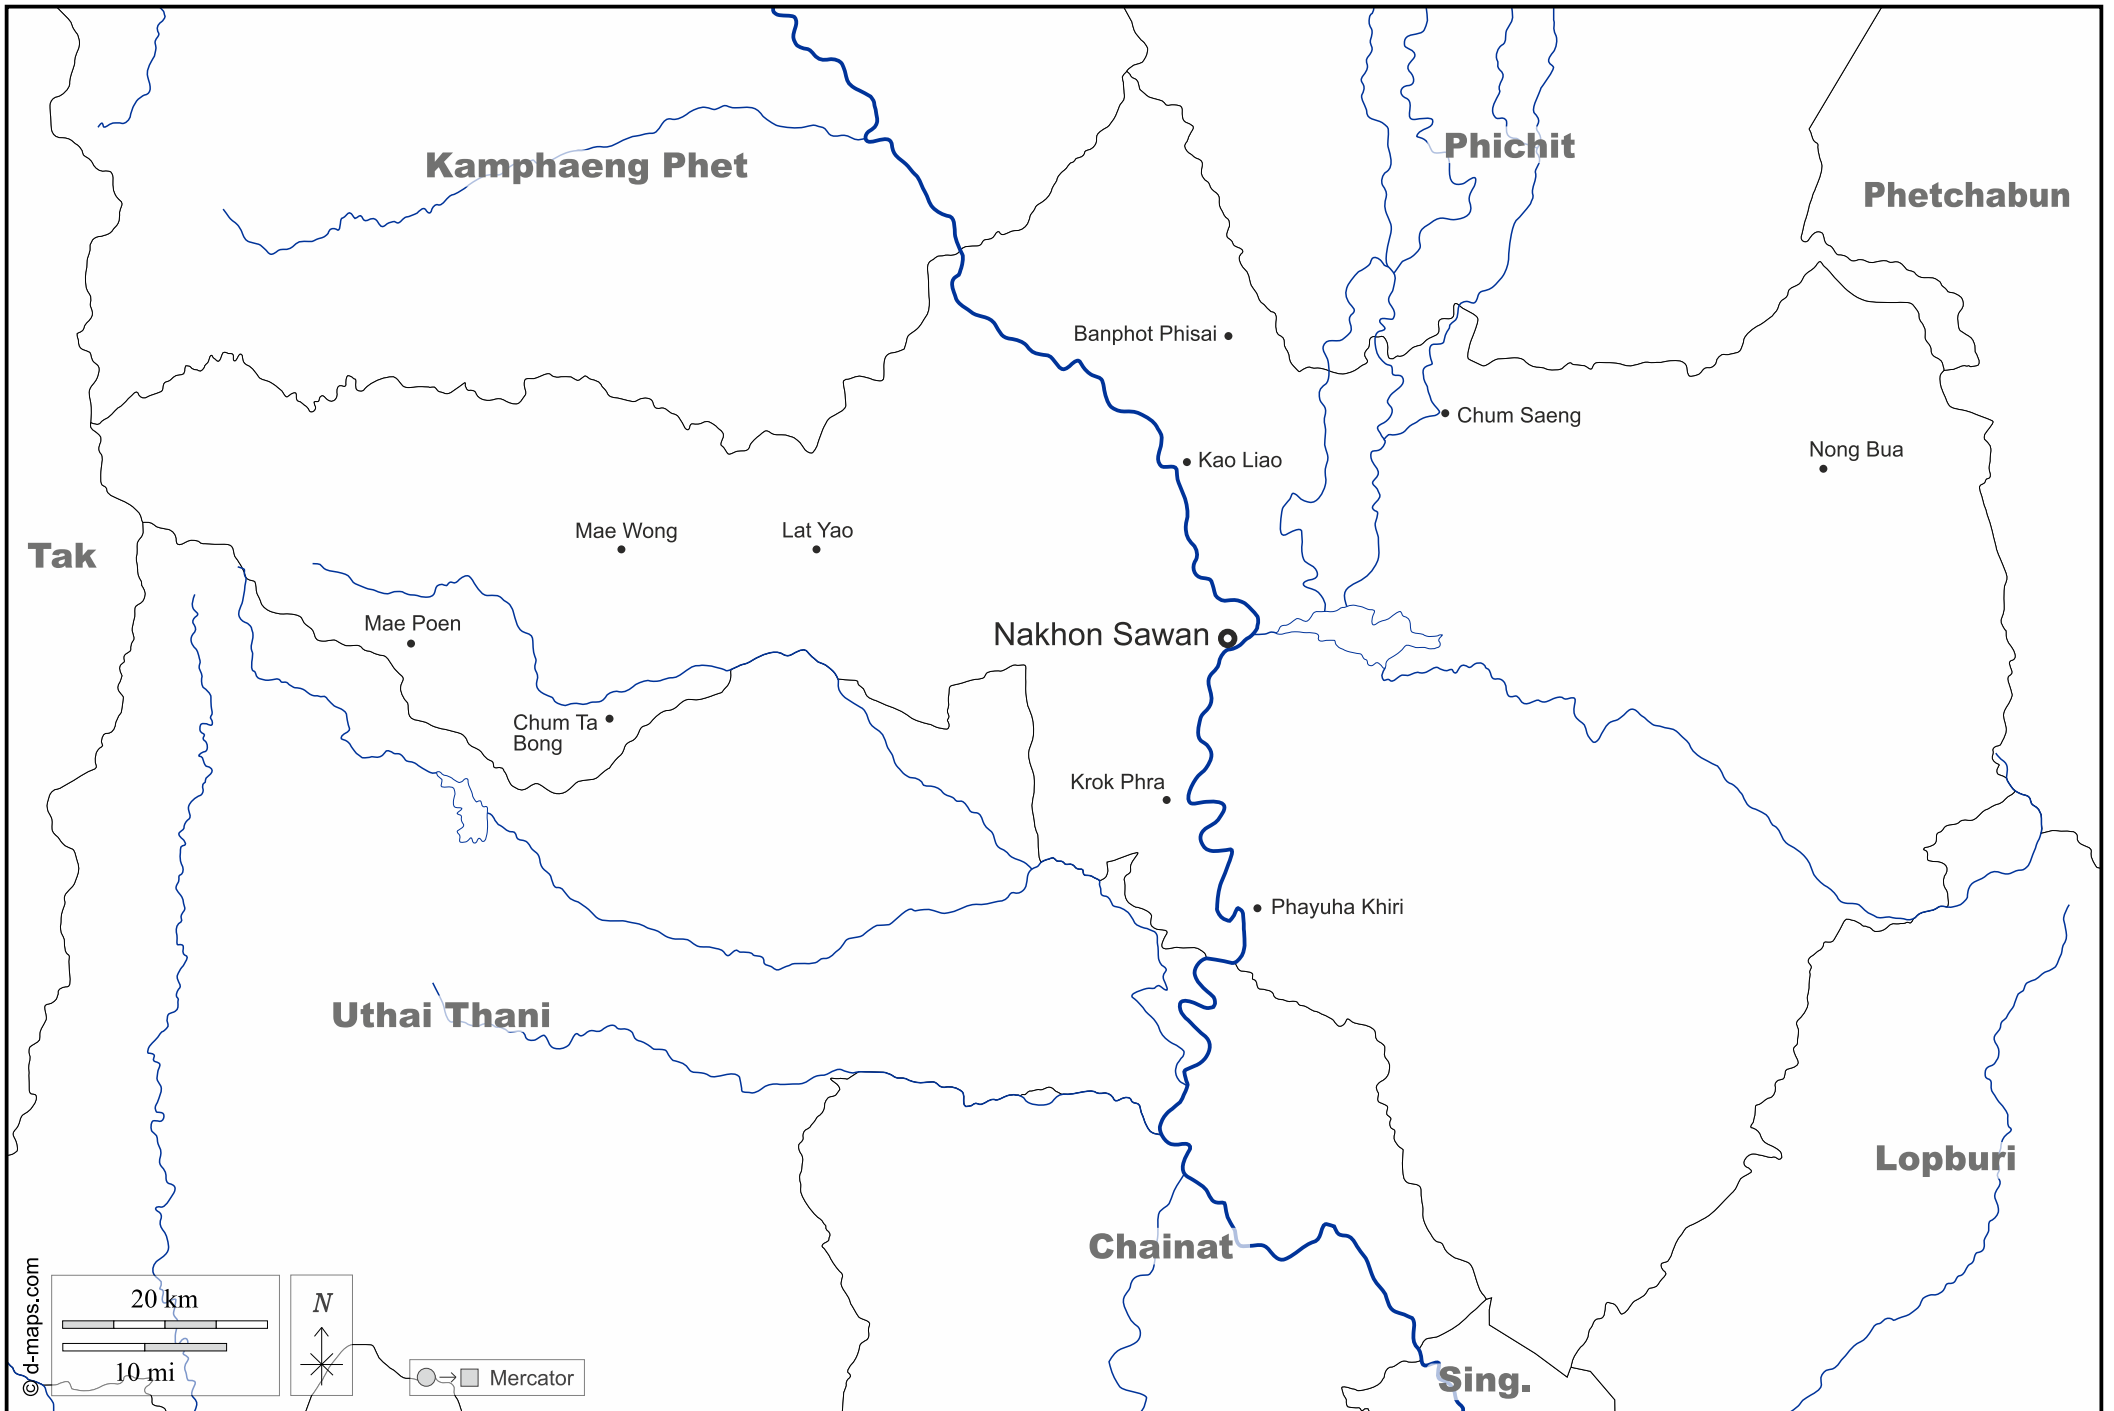 Phichit
Kamphaeng Phet
Phetchabun
Banphot Phisai
Chum Saeng
Nong Bua
Kao Liao
Mae Wong
Lat Yao
Tak
Mae Poen
Nakhon Sawan
Chum Ta
Bong
Krok Phra
Phayuha Khiri
Uthai Thani
Lopburi
Chainat
© d-maps.com
20 km
10 mi
N
Mercator
Sing.